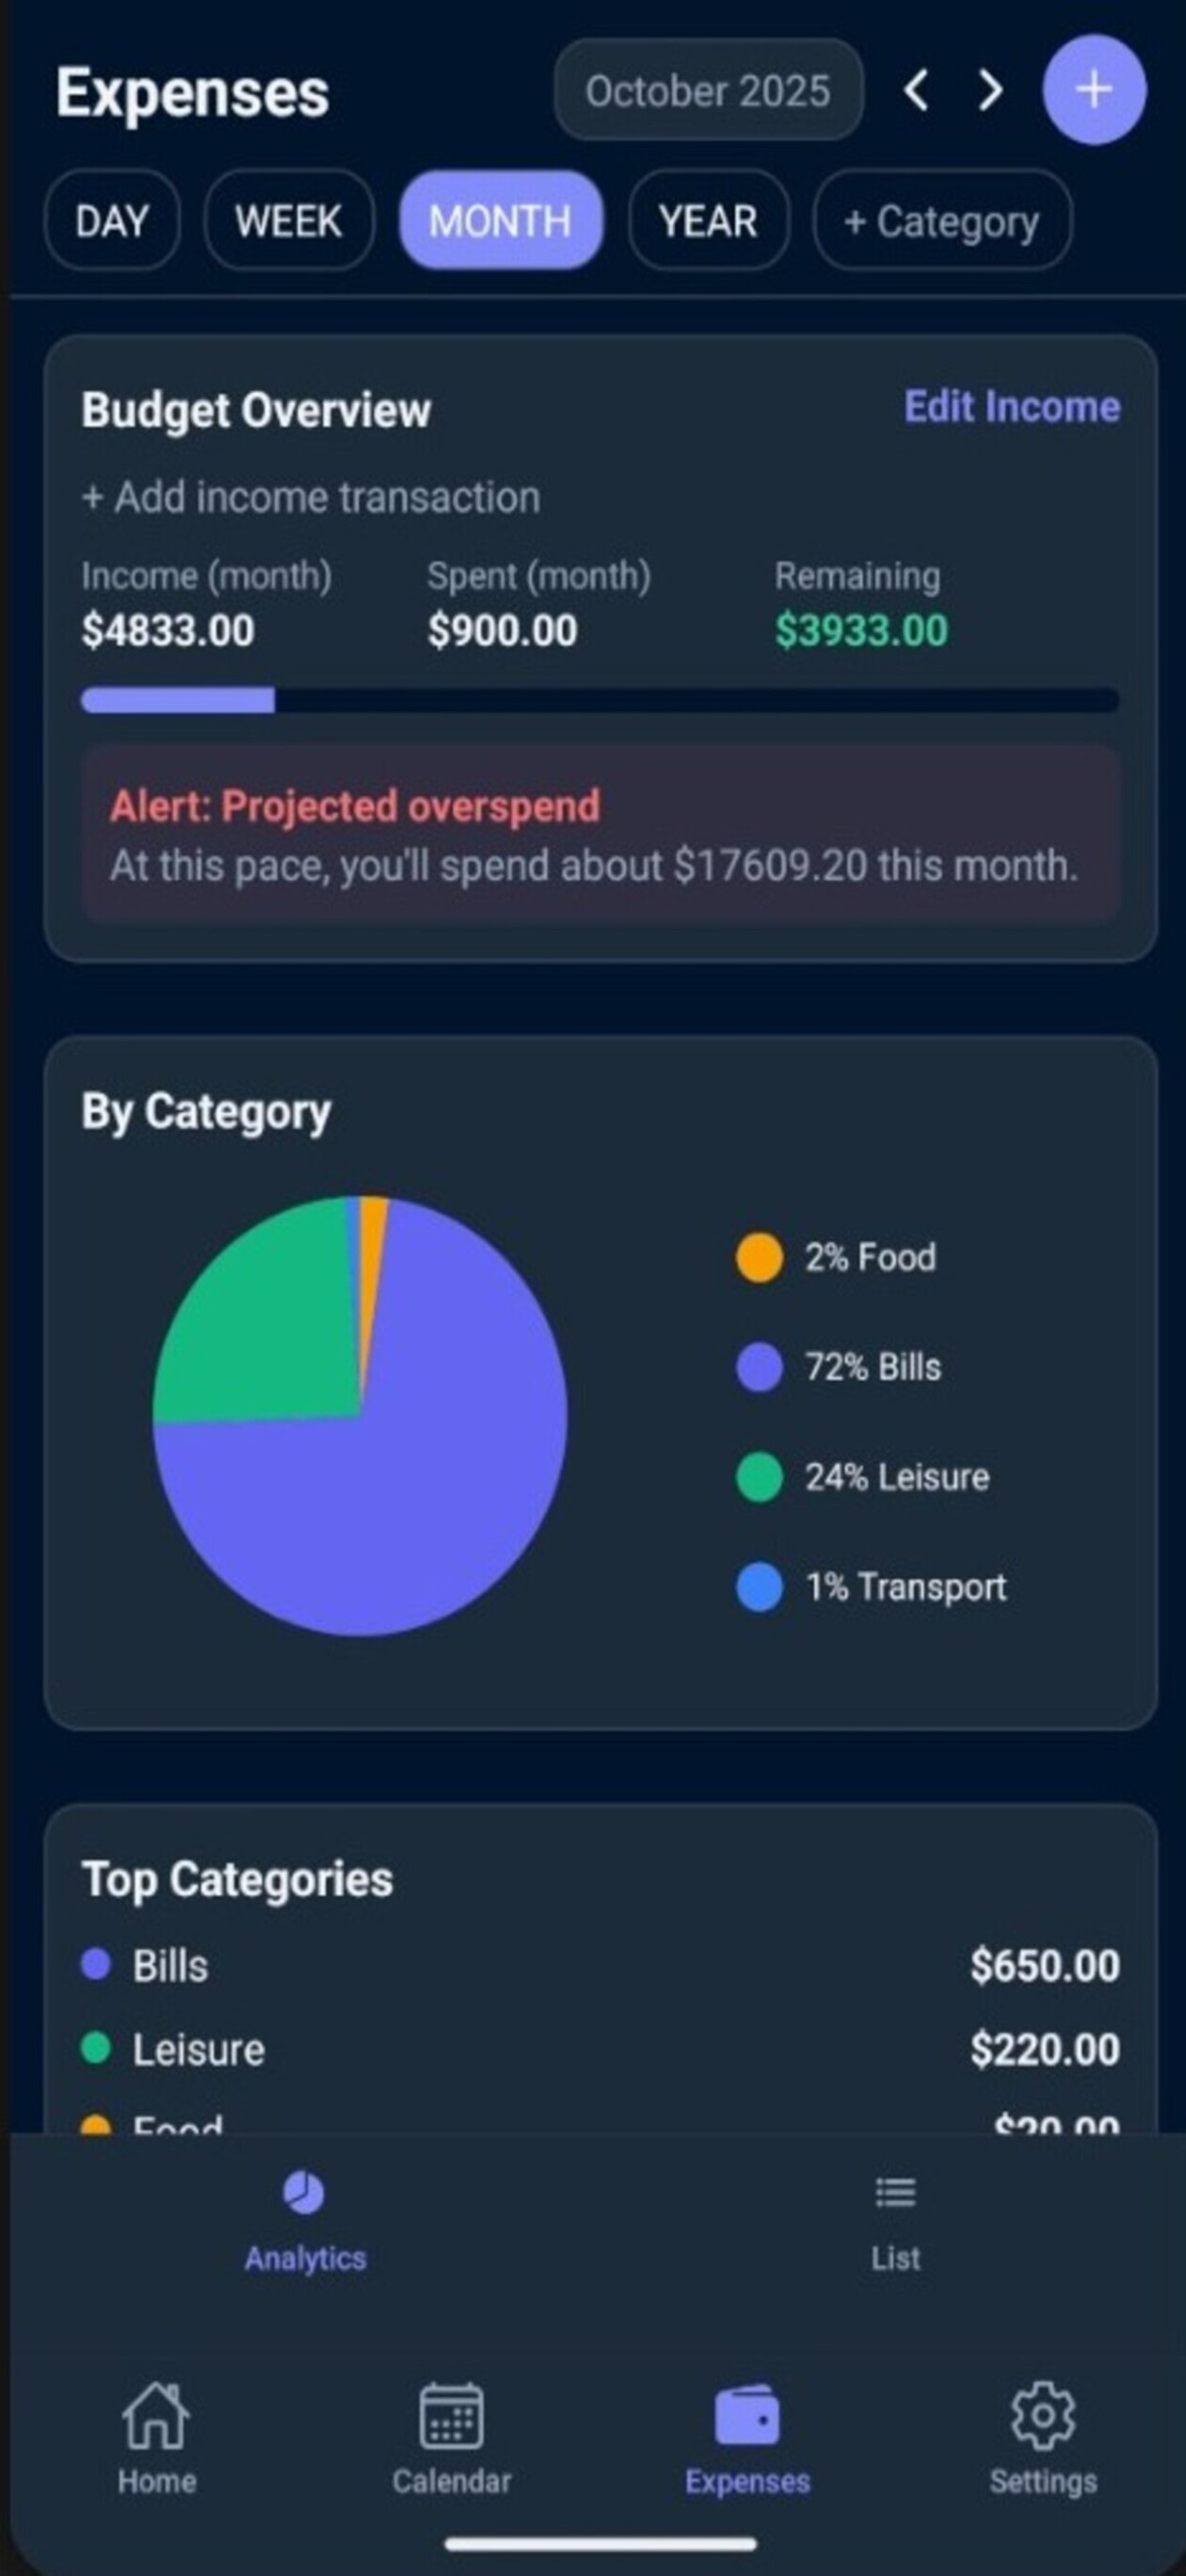 Expenses
October 2025
+
DAY
WEEK
MONTH
YEAR
+ Category
Budget Overview
Edit Income
+ Add income transaction
Income (month)
Spent (month)
Remaining
$4833.00
$900.00
$3933.00
Alert: Projected overspend
At this pace, you'll spend about $17609.20 this month.
By Category
2% Food
72% Bills
24% Leisure
1% Transport
Top Categories
Bills
$650.00
Leisure
$220.00
Food
$20.00
Analytics
List
Home
Calendar
Expenses
Settings